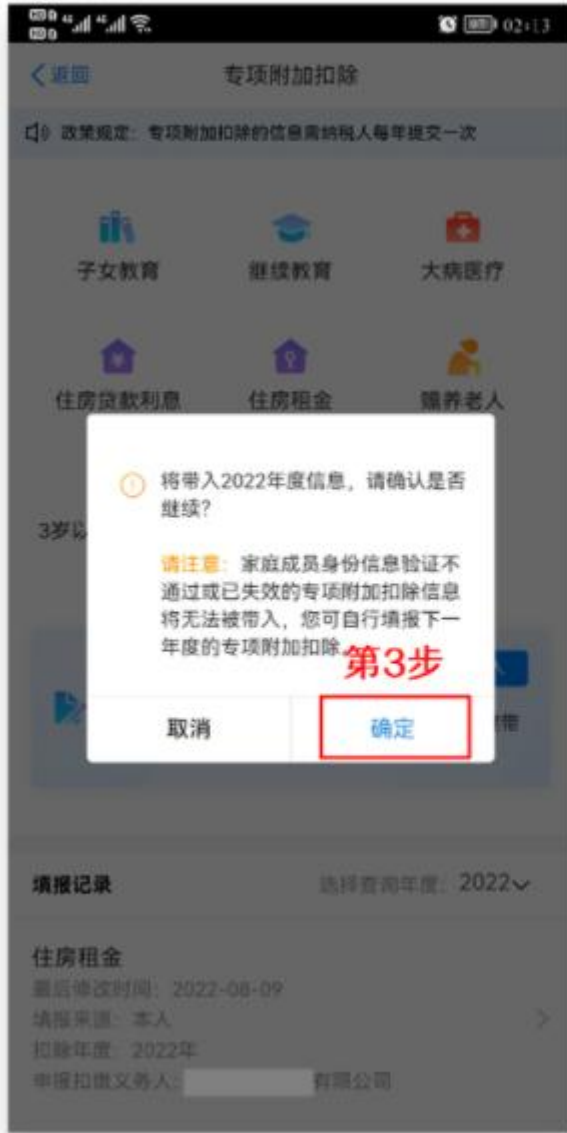 02:13
返回
专项附加扣除
政策规定：专项附加扣除的信息需纳税人每年提交一次
子女教育 继续教育 大病医疗
住房贷款利息 住房租金 赡养老人
将带入2022年度信息，请确认是否
继续？
3岁以
请注意：家庭成员身份信息验证不
通过或已失效的专项附加扣除信息
将无法被带入，您可自行填报下一
年度的专项附加扣除。
第3步
取消 确定
填报记录 选择查询年度：2022
住房租金
最后修改时间：2022-08-09
填报来源：本人
扣除年度：2022年
申报扣缴义务人： 有限公司